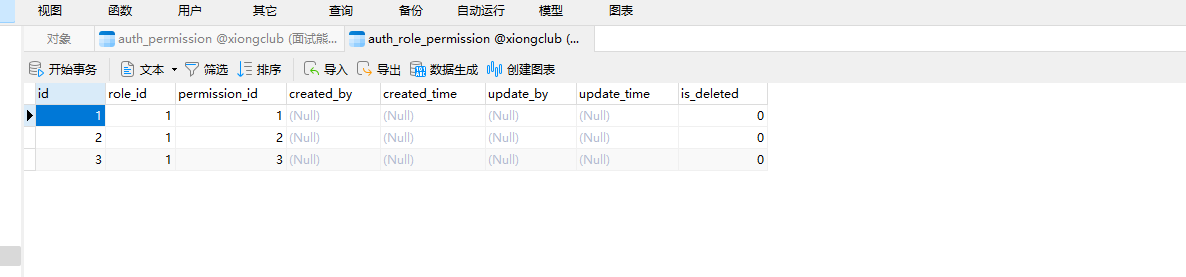 视图 函数 用户 其它 查询 备份 自动运行 模型 图表
对象 auth_permission @xiongclub (面试熊... auth_role_permission @xiongclub (...
开始事务 文本 筛选 排序 导入 导出 数据生成 创建图表
id role_id permission_id created_by created_time update_by update_time is_deleted
1 1 1 (Null) (Null) (Null) (Null) 0
2 1 2 (Null) (Null) (Null) (Null) 0
3 1 3 (Null) (Null) (Null) (Null) 0